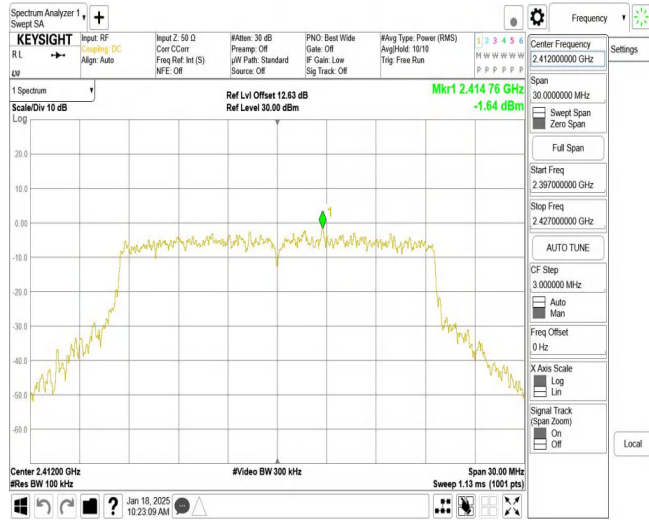 Spectrum Analyzer 1
Swept SA
Frequency
KEYSIGHT
RL
Input: RF
Coupling: DC
Align: Auto
Input Z: 50 Ω
Corr CCorr
Freq Ref: Int (S)
NFE: Off
#Atten: 30 dB
Preamp: Off
µW Path: Standard
Source: Off
PNO: Best Wide
Gate: Off
IF Gain: Low
Sig Track: Off
#Avg Type: Power (RMS)
Avg|Hold: 10/10
Trig: Free Run
1 2 3 4 5 6
M W W W W W
P P P P P P
Center Frequency
2.412000000 GHz
Settings
1 Spectrum
Scale/Div 10 dB
Ref Lvl Offset 12.63 dB
Ref Level 30.00 dBm
Mkr1 2.414 76 GHz
-1.64 dBm
Log
20.0
10.0
0.00
-10.0
-20.0
-30.0
-40.0
-50.0
-60.0
1
Span
30.0000000 MHz
Swept Span
Zero Span
Full Span
Start Freq
2.397000000 GHz
Stop Freq
2.427000000 GHz
AUTO TUNE
CF Step
3.000000 MHz
Auto
Man
Freq Offset
0 Hz
X Axis Scale
Log
Lin
Signal Track
(Span Zoom)
On
Off
Local
Center 2.41200 GHz
#Res BW 100 kHz
#Video BW 300 kHz
Span 30.00 MHz
Sweep 1.13 ms (1001 pts)
?
Jan 18, 2025
10:23:09 AM